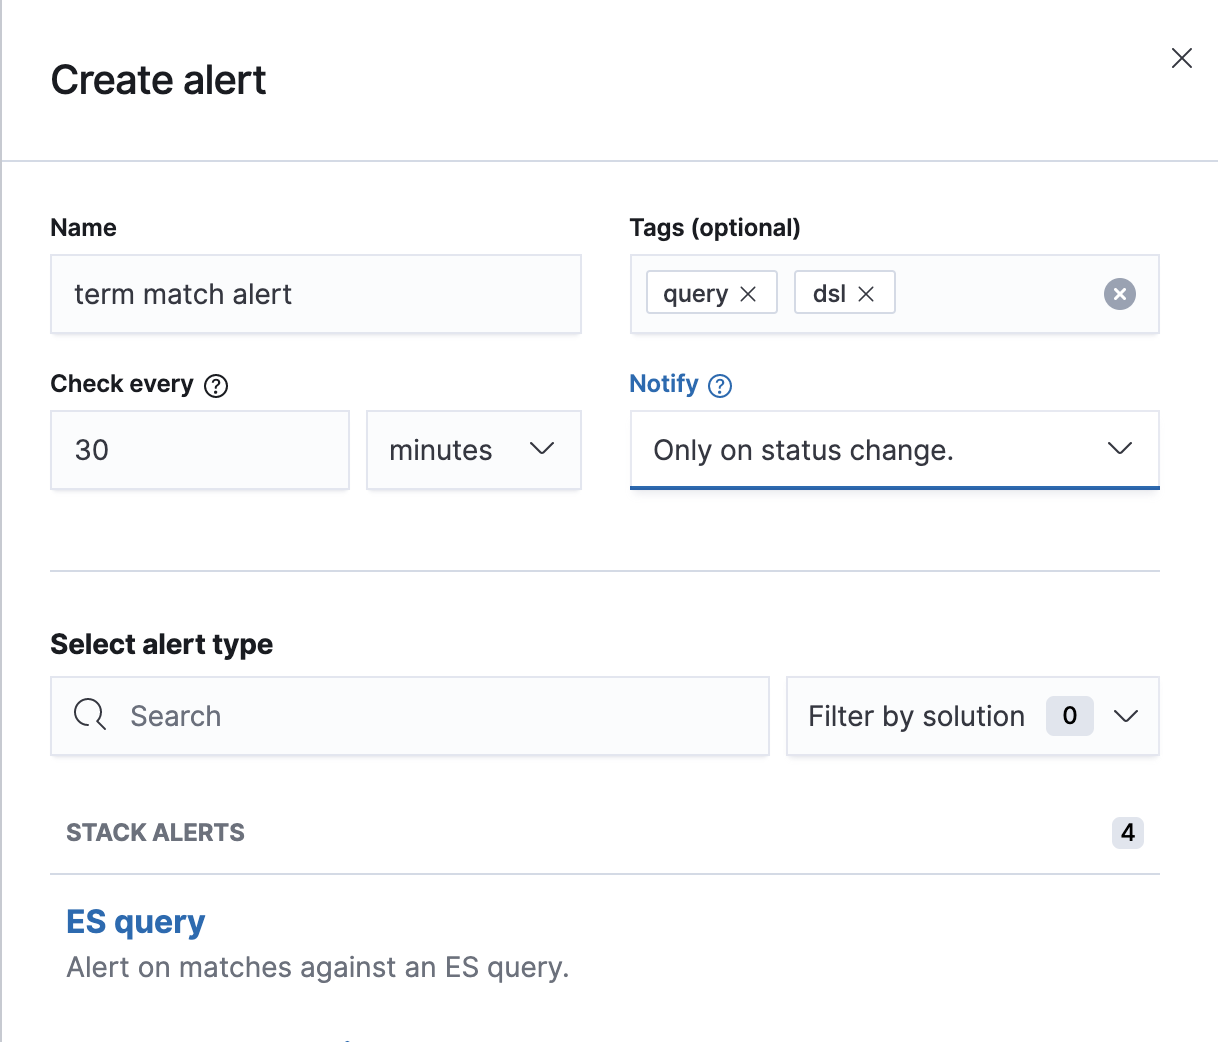 Create alert
Name
Tags (optional)
term match alert
query
dsl
Check every
Notify
30
minutes
Only on status change.
Select alert type
Search
Filter by solution 0
STACK ALERTS
4
ES query
Alert on matches against an ES query.